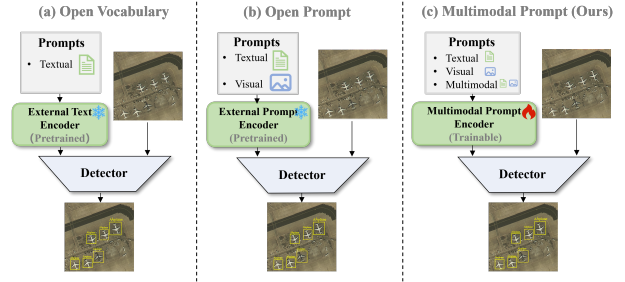 (a) Open Vocabulary
Prompts
• Textual
External Text
Encoder
(Pretrained)
Detector
(b) Open Prompt
Prompts
• Textual
• Visual
External Prompt
Encoder
(Pretrained)
Detector
(c) Multimodal Prompt (Ours)
Prompts
• Textual
• Visual
• Multimodal
Multimodal Prompt
Encoder
(Trainable)
Detector